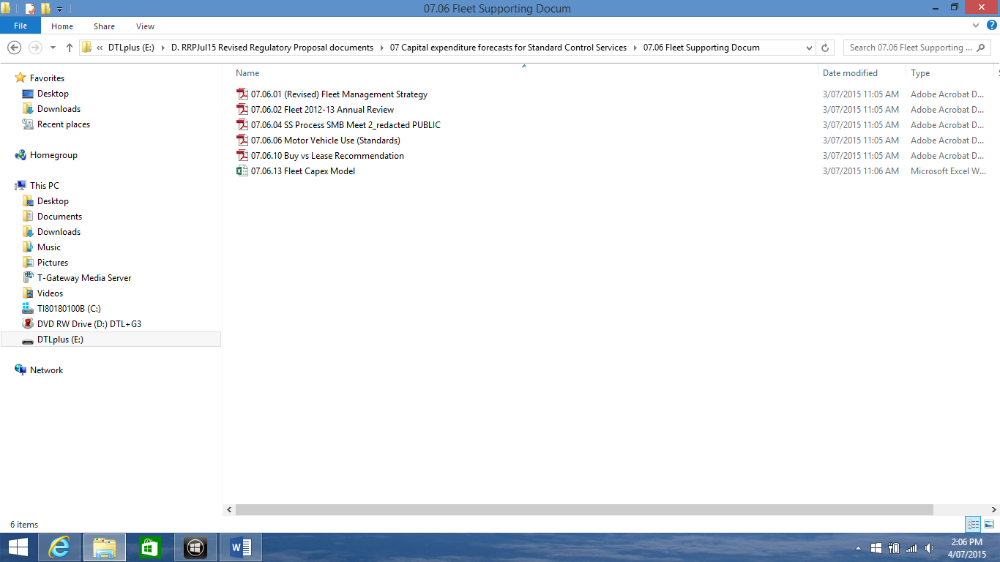 07.06 Fleet Supporting Docum
File Home Share View
« DTLplus (E:) D. RRPJul15 Revised Regulatory Proposal documents 07 Capital expenditure forecasts for Standard Control Services 07.06 Fleet Supporting Docum Search 07.06 Fleet Supporting ...
Name Date modified Type
Favorites
Desktop
Downloads
Recent places
Homegroup
This PC
Desktop
Documents
Downloads
Music
Pictures
T-Gateway Media Server
Videos
TI80180100B (C:)
DVD RW Drive (D:) DTL+G3
DTLplus (E:)
Network
07.06.01 (Revised) Fleet Management Strategy 3/07/2015 11:05 AM Adobe Acrobat D...
07.06.02 Fleet 2012-13 Annual Review 3/07/2015 11:05 AM Adobe Acrobat D...
07.06.04 SS Process SMB Meet 2_redacted PUBLIC 3/07/2015 11:05 AM Adobe Acrobat D...
07.06.06 Motor Vehicle Use (Standards) 3/07/2015 11:05 AM Adobe Acrobat D...
07.06.10 Buy vs Lease Recommendation 3/07/2015 11:05 AM Adobe Acrobat D...
07.06.13 Fleet Capex Model 3/07/2015 11:06 AM Microsoft Excel W...
6 items
2:06 PM
4/07/2015